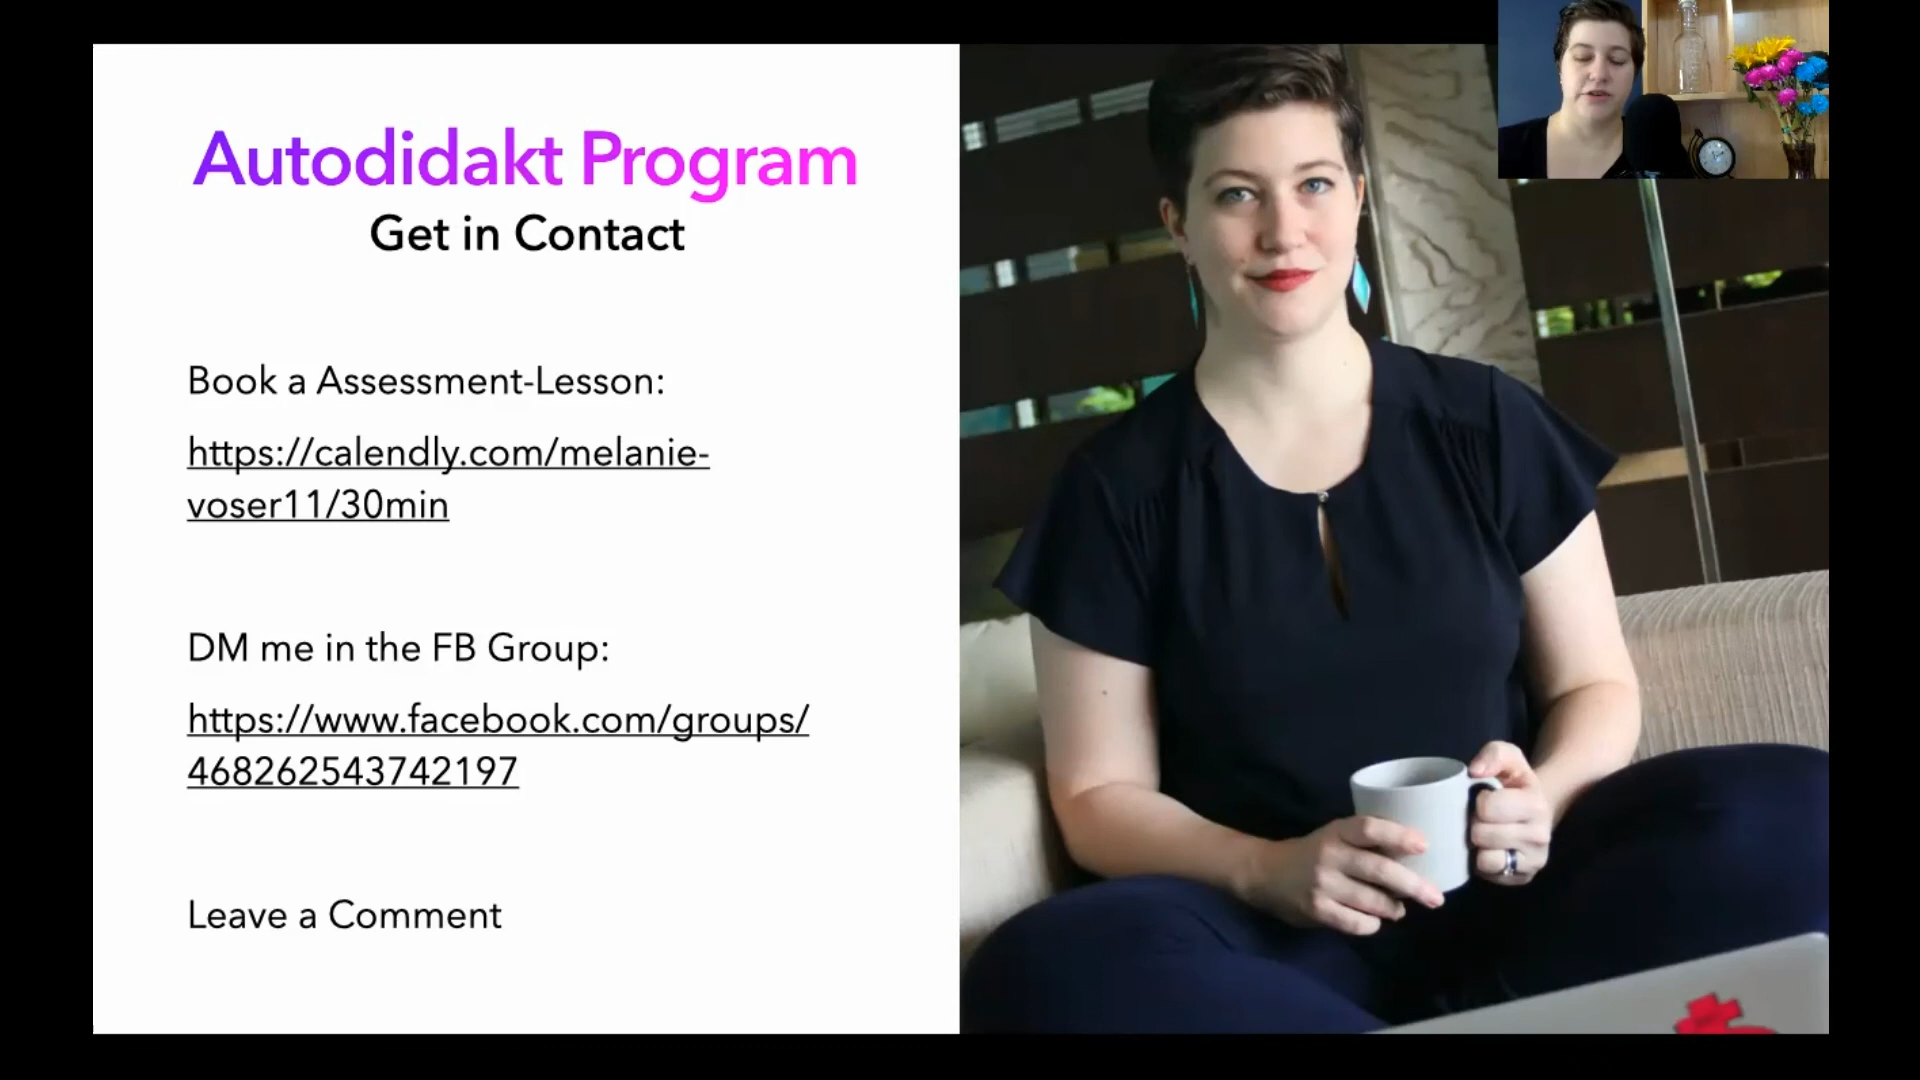 Autodidakt Program
Get in Contact
Book a Assessment-Lesson:
https://calendly.com/melanie-
voser11/30min
DM me in the FB Group:
https://www.facebook.com/groups/
468262543742197
Leave a Comment